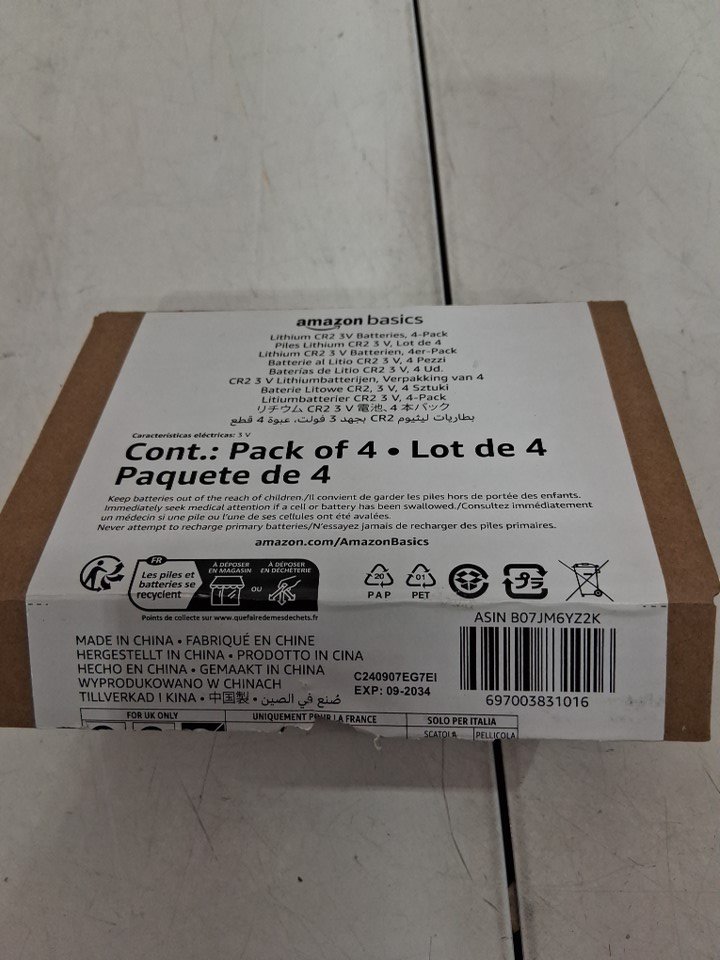 amazon basics
Lithium CR2 3V Batteries, 4-Pack
Piles Lithium CR2 3 V, Lot de 4
Lithium CR2 3 V Batterien, 4er-Pack
Batterie al Litio CR2 3 V, 4 Pezzi
Baterías de Litio CR2 3 V, 4 Ud.
CR2 3 V Lithiumbatterijen, Verpakking van 4
Baterie Litowe CR2, 3 V, 4 Sztuki
Litiumbatterier CR2 3 V, 4-Pack
リチウム CR2 3 V 電池、4 本パック
بطاريات ليثيوم CR2 بجهد 3 فولت، عبوة 4 قطع
Características eléctricas: 3 V
Cont.: Pack of 4 • Lot de 4
Paquete de 4
Keep batteries out of the reach of children./Il convient de garder les piles hors de portée des enfants.
Immediately seek medical attention if a cell or battery has been swallowed./Consultez immédiatement
un médecin si une pile ou l'une de ses cellules ont été avalées.
Never attempt to recharge primary batteries/N'essayez jamais de recharger des piles primaires.
amazon.com/AmazonBasics
FR
Les piles et
batteries se
recyclent
À DÉPOSER
EN MAGASIN
OU
À DÉPOSER
EN DÉCHÈTERIE
Points de collecte sur www.quefairedemesdechets.fr
20
PAP
01
PET
ASIN B07JM6YZ2K
MADE IN CHINA • FABRIQUÉ EN CHINE
HERGESTELLT IN CHINA • PRODOTTO IN CINA
HECHO EN CHINA • GEMAAKT IN CHINA
WYPRODUKOWANO W CHINACH
TILLVERKAD I KINA • 中国製 • صُنع في الصين
C240907EG7EI
EXP: 09-2034
697003831016
FOR UK ONLY
UNIQUEMENT POUR LA FRANCE
SOLO PER ITALIA
SCATOLA
PELLICOLA